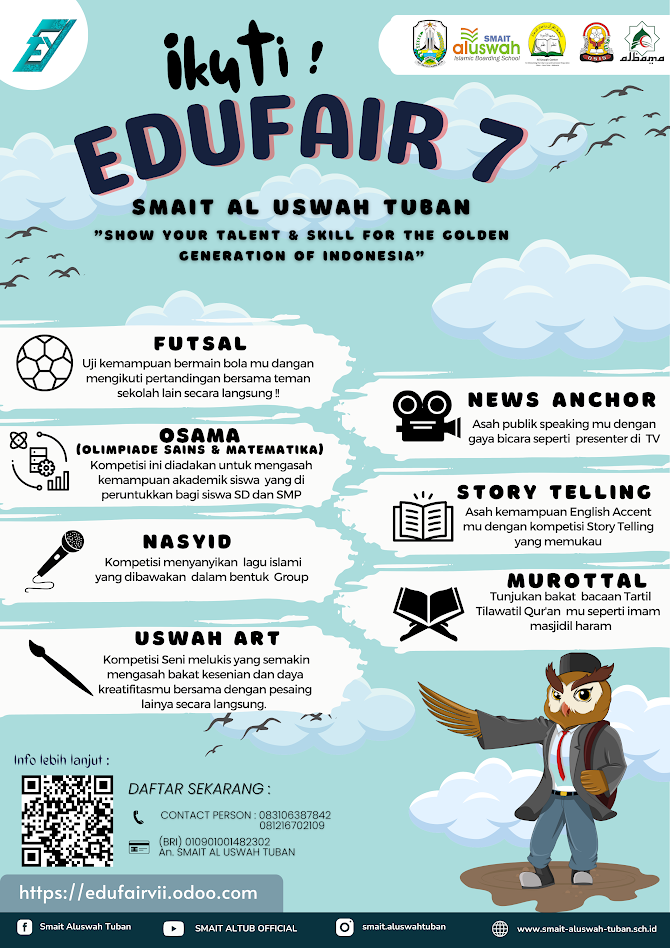 EY
SMAIT
aluswah
Islamic Boarding School
albama
ikuti !
EDUFAIR 7
SMAIT AL USWAH TUBAN
"SHOW YOUR TALENT & SKILL FOR THE GOLDEN
GENERATION OF INDONESIA"
FUTSAL
Uji kemampuan bermain bola mu dangan
mengikuti pertandingan bersama teman
sekolah lain secara langsung !!
NEWS ANCHOR
Asah publik speaking mu dengan
gaya bicara seperti presenter di TV
OSAMA
(OLIMPIADE SAINS & MATEMATIKA)
Kompetisi ini diadakan untuk mengasah
kemampuan akademik siswa yang di
peruntukkan bagi siswa SD dan SMP
STORY TELLING
Asah kemampuan English Accent
mu dengan kompetisi Story Telling
yang memukau
NASYID
Kompetisi menyanyikan lagu islami
yang dibawakan dalam bentuk Group
MUROTTAL
Tunjukan bakat bacaan Tartil
Tilawatil Qur'an mu seperti imam
masjidil haram
USWAH ART
Kompetisi Seni melukis yang semakin
mengasah bakat kesenian dan daya
kreatifitasmu bersama dengan pesaing
lainya secara langsung.
Info lebih lanjut :
DAFTAR SEKARANG :
CONTACT PERSON : 083106387842
081216702109
(BRI) 010901001482302
An. SMAIT AL USWAH TUBAN
https://edufairvii.odoo.com
Smait Aluswah Tuban
SMAIT ALTUB OFFICIAL
smait.aluswahtuban
www.smait-aluswah-tuban.sch.id